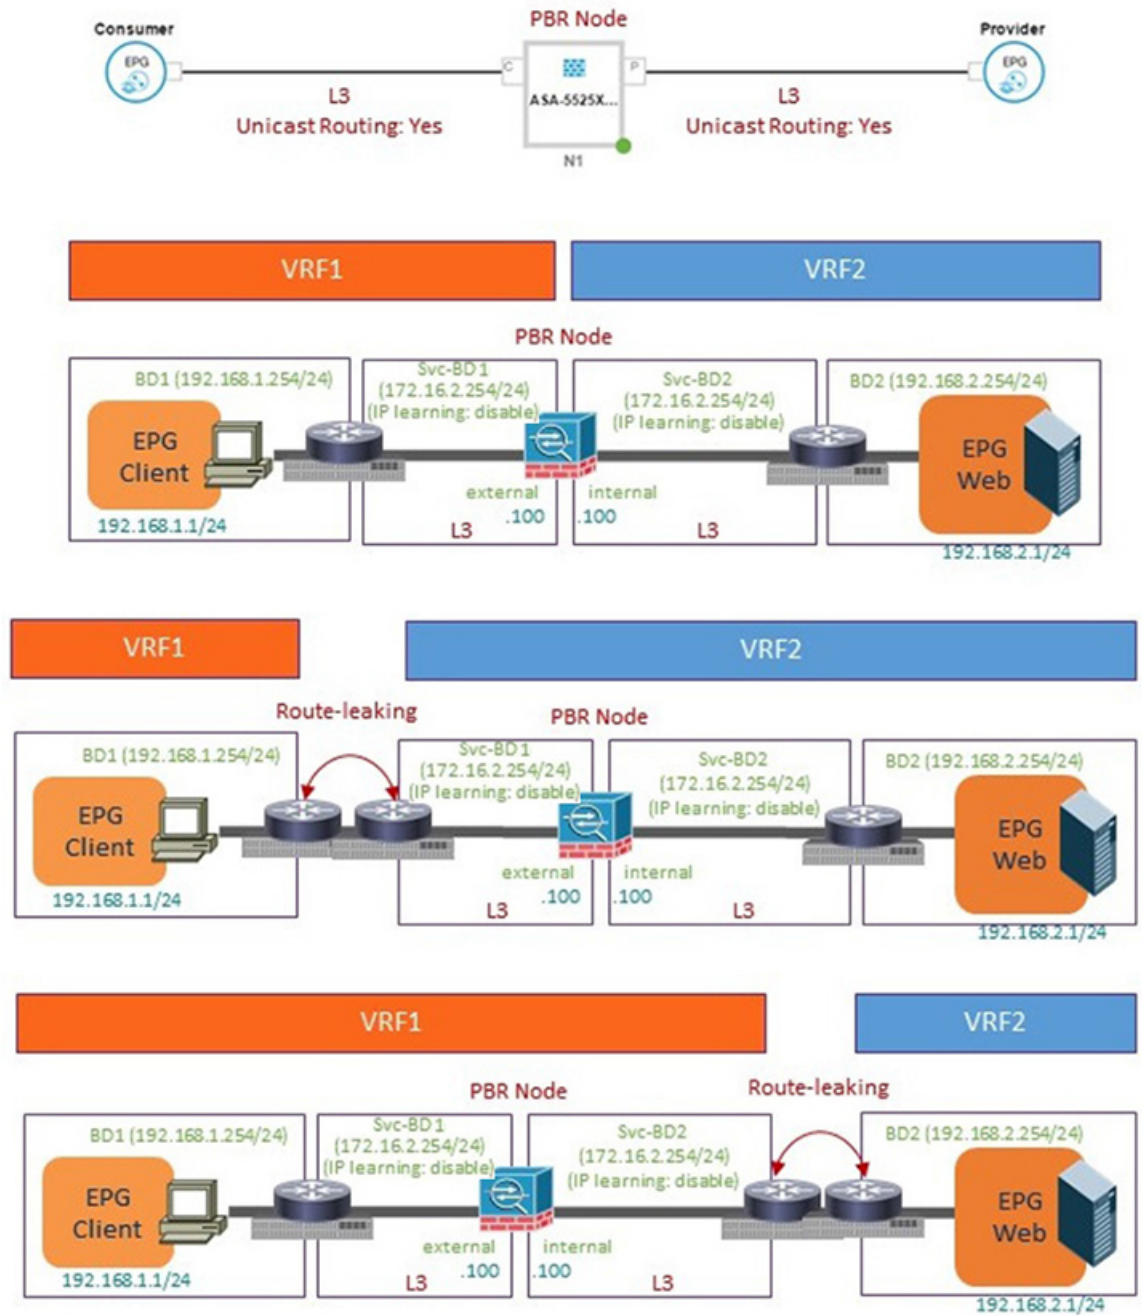 PBR Node
Consumer
Provider
EPG
C
P
EPG
ASA-5525X...
L3
Unicast Routing: Yes
L3
Unicast Routing: Yes
N1
VRF1
VRF2
PBR Node
BD1 (192.168.1.254/24)
Svc-BD1
(172.16.2.254/24)
(IP learning: disable)
Svc-BD2
(172.16.2.254/24)
(IP learning: disable)
BD2 (192.168.2.254/24)
EPG
Client
EPG
Web
external
.100
internal
.100
L3
L3
192.168.1.1/24
192.168.2.1/24
VRF1
VRF2
Route-leaking
PBR Node
BD1 (192.168.1.254/24)
Svc-BD1
(172.16.2.254/24)
(IP learning: disable)
Svc-BD2
(172.16.2.254/24)
(IP learning: disable)
BD2 (192.168.2.254/24)
EPG
Client
EPG
Web
external
.100
internal
.100
L3
L3
192.168.1.1/24
192.168.2.1/24
VRF1
VRF2
PBR Node
Route-leaking
BD1 (192.168.1.254/24)
Svc-BD1
(172.16.2.254/24)
(IP learning: disable)
Svc-BD2
(172.16.2.254/24)
(IP learning: disable)
BD2 (192.168.2.254/24)
EPG
Client
EPG
Web
external
.100
internal
.100
L3
L3
192.168.1.1/24
192.168.2.1/24